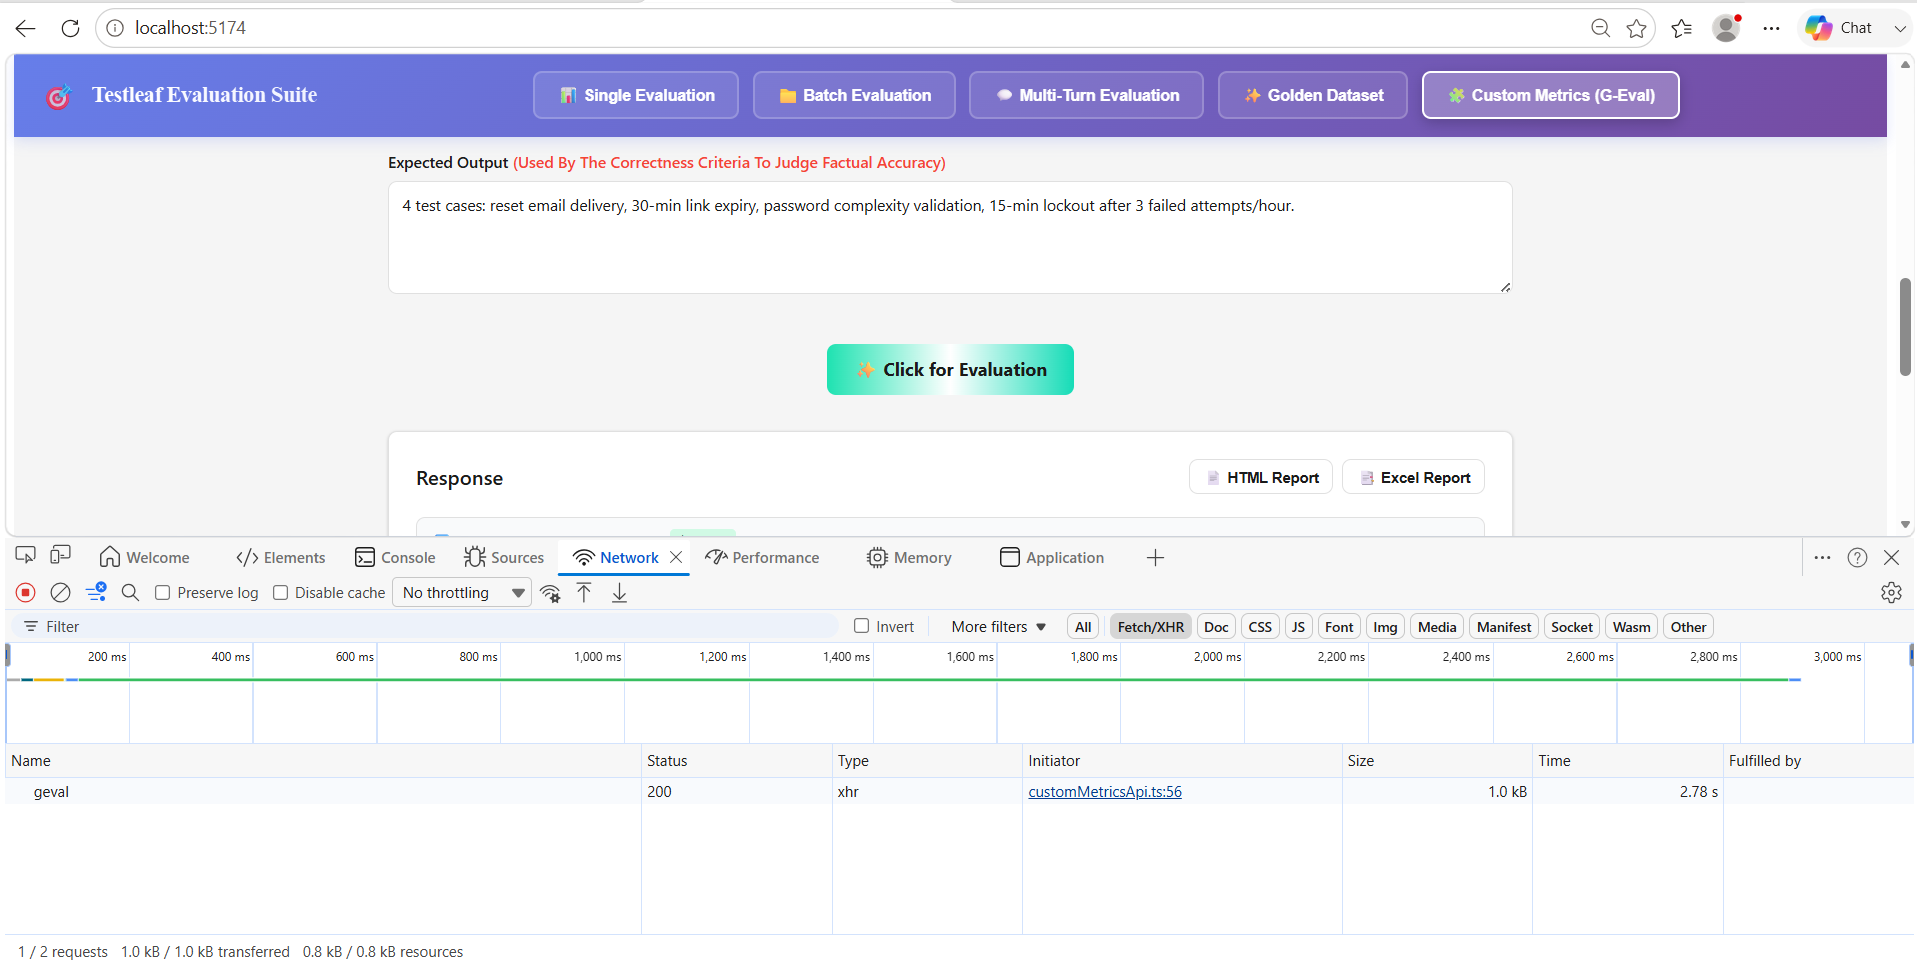 localhost:5174
Chat
Testleaf Evaluation Suite
Single Evaluation
Batch Evaluation
Multi-Turn Evaluation
Golden Dataset
Custom Metrics (G-Eval)
Expected Output (Used By The Correctness Criteria To Judge Factual Accuracy)
4 test cases: reset email delivery, 30-min link expiry, password complexity validation, 15-min lockout after 3 failed attempts/hour.
Click for Evaluation
Response
HTML Report
Excel Report
Welcome
Elements
Console
Sources
Network
Performance
Memory
Application
Preserve log
Disable cache
No throttling
Filter
Invert
More filters
All
Fetch/XHR
Doc
CSS
JS
Font
Img
Media
Manifest
Socket
Wasm
Other
200 ms
400 ms
600 ms
800 ms
1,000 ms
1,200 ms
1,400 ms
1,600 ms
1,800 ms
2,000 ms
2,200 ms
2,400 ms
2,600 ms
2,800 ms
3,000 ms
Name Status Type Initiator Size Time Fulfilled by
geval 200 xhr customMetricsApi.ts:56 1.0 kB 2.78 s
1 / 2 requests 1.0 kB / 1.0 kB transferred 0.8 kB / 0.8 kB resources